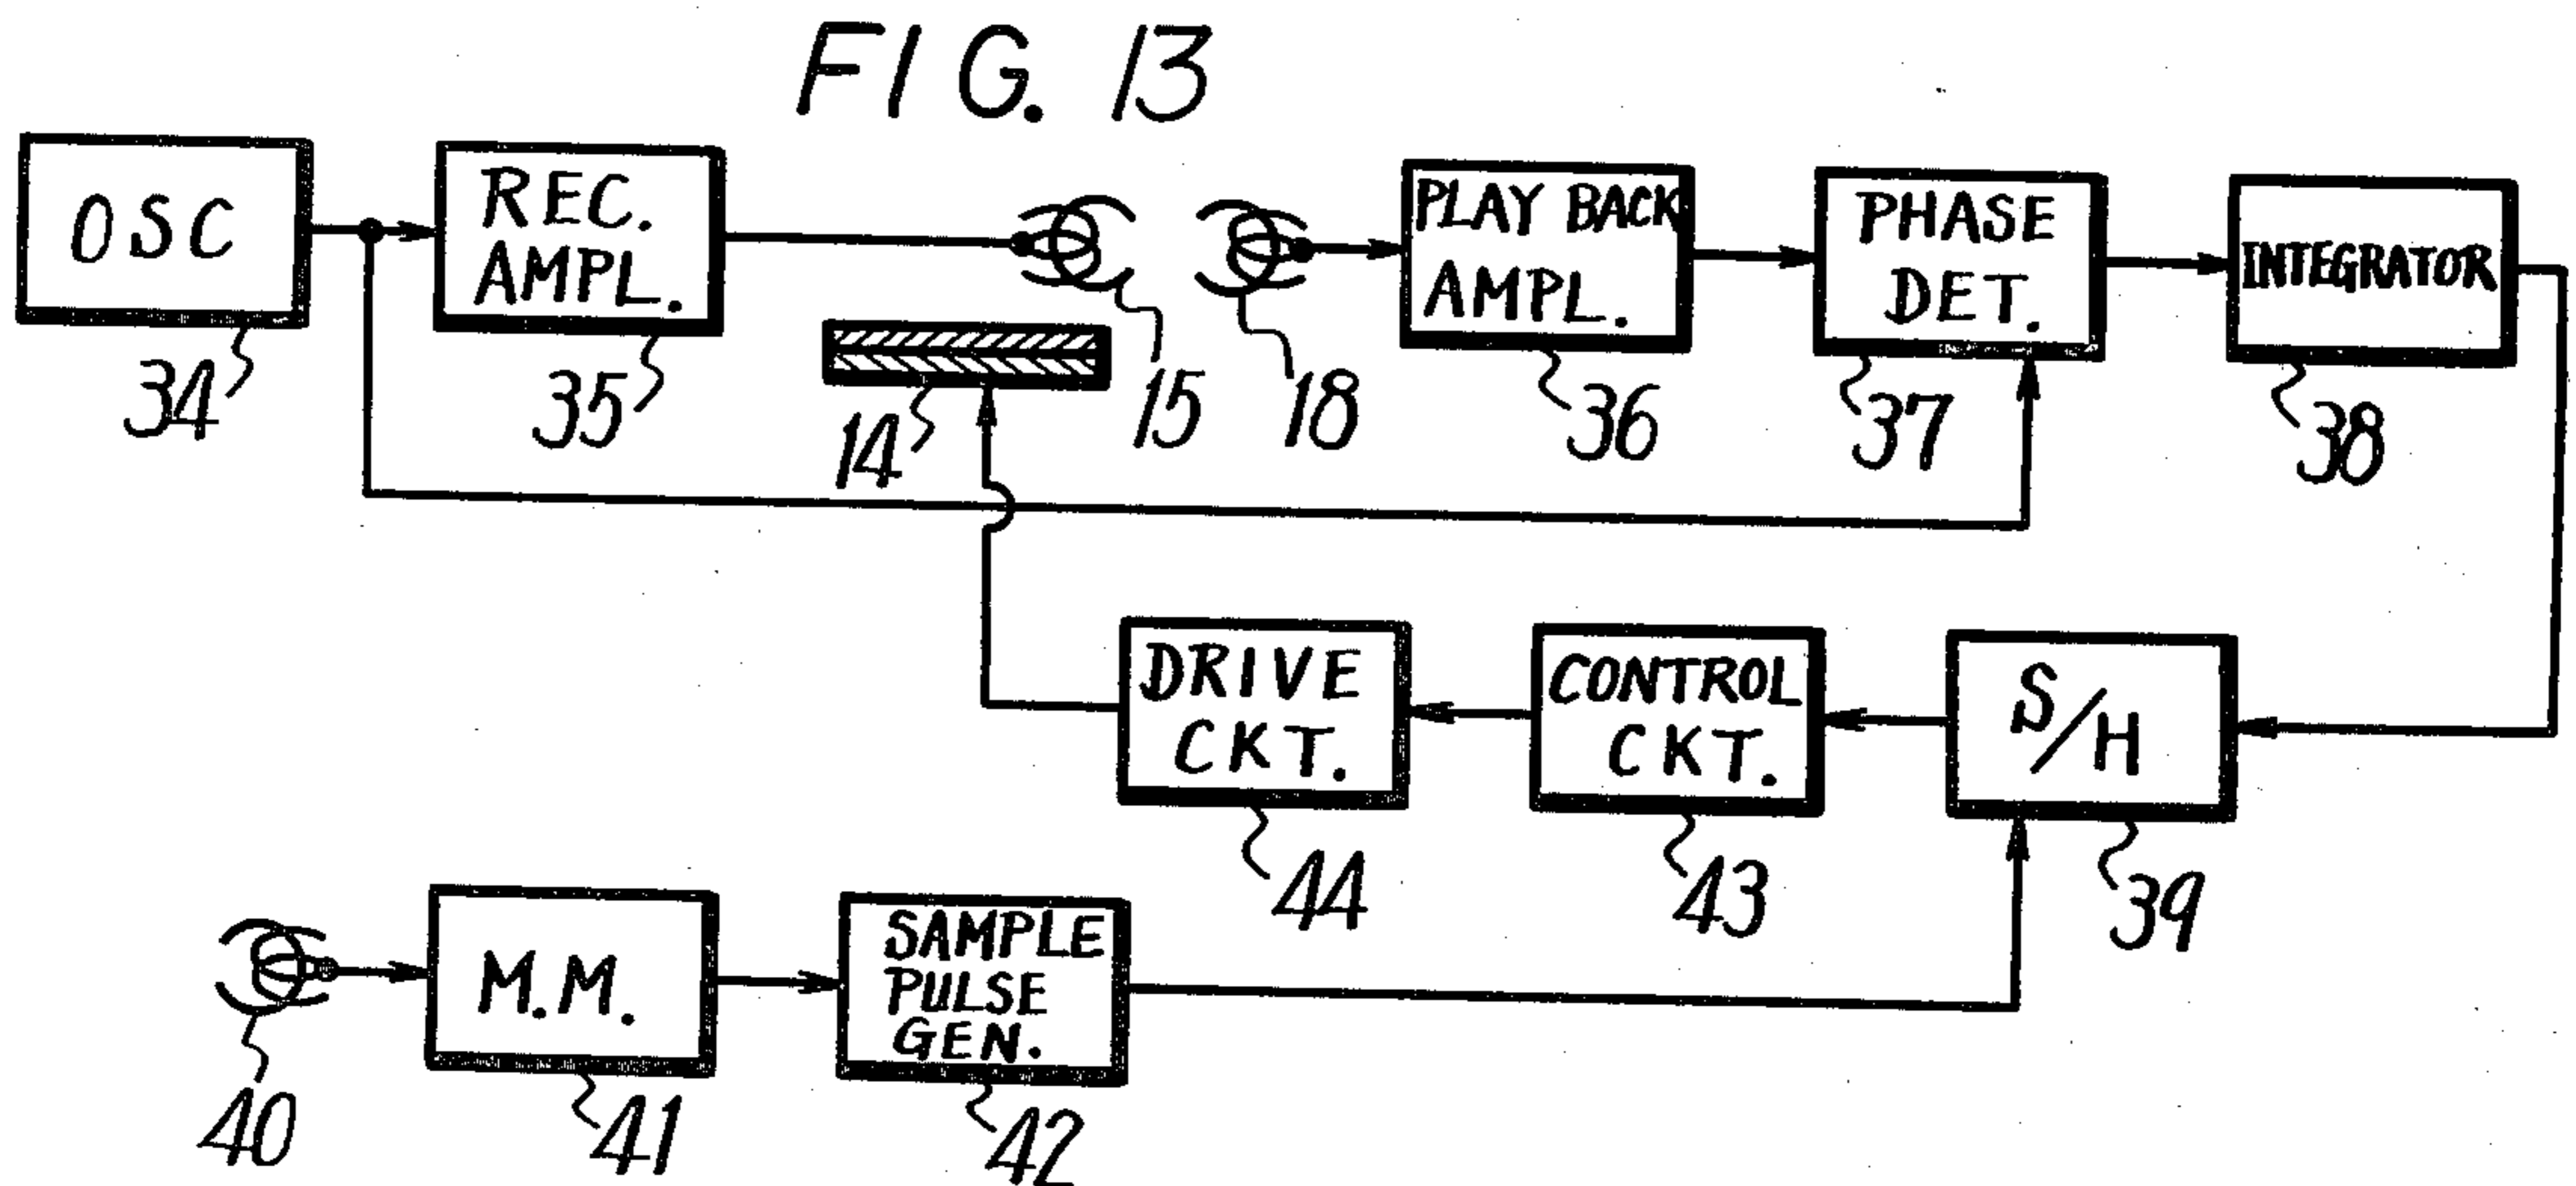 FIG. 13
OSC
34
REC.
AMPL.
35
14
15
18
PLAY BACK
AMPL.
36
PHASE
DET.
37
INTEGRATOR
38
DRIVE
CKT.
44
CONTROL
CKT.
43
S/H
39
40
M.M.
41
SAMPLE
PULSE
GEN.
42